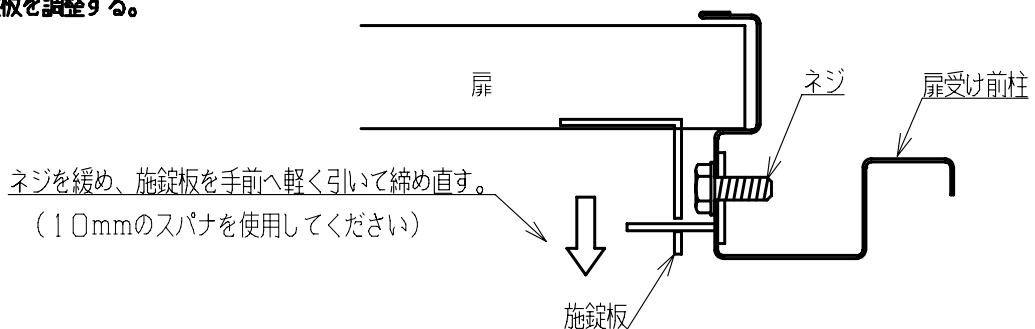 板を調整する。
扉
ネジ
扉受け前柱
ネジを緩め、施錠板を手前へ軽く引いて締め直す。
（10mmのスパナを使用してください）
施錠板